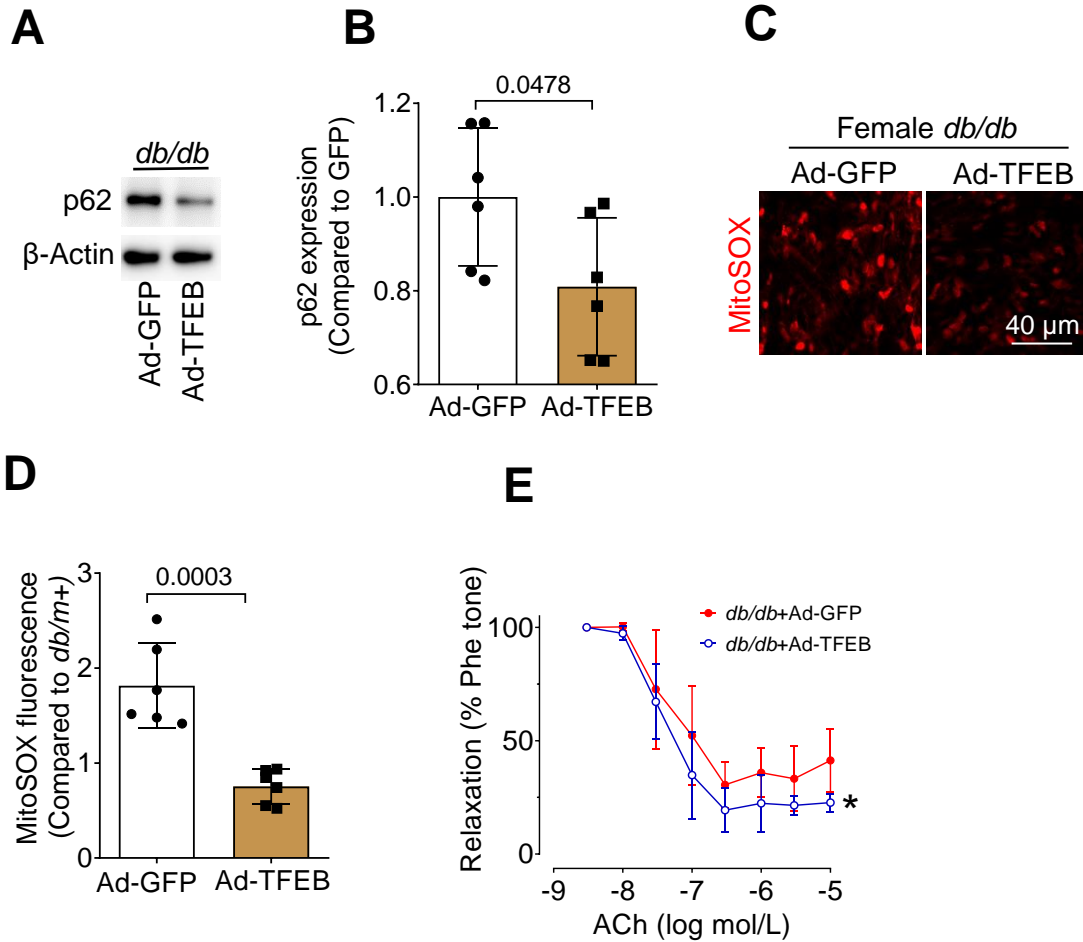 A
db/db
p62
β-Actin
Ad-GFP
Ad-TFEB
B
0.0478
p62 expression
(Compared to GFP)
1.2
1.0
0.8
0.6
Ad-GFP
Ad-TFEB
C
Female db/db
Ad-GFP
Ad-TFEB
MitoSOX
40 µm
D
0.0003
MitoSOX fluorescence
(Compared to db/m+)
3
2
1
0
Ad-GFP
Ad-TFEB
E
Relaxation (% Phe tone)
db/db+Ad-GFP
db/db+Ad-TFEB
100
50
0
*
-9
-8
-7
-6
-5
ACh (log mol/L)